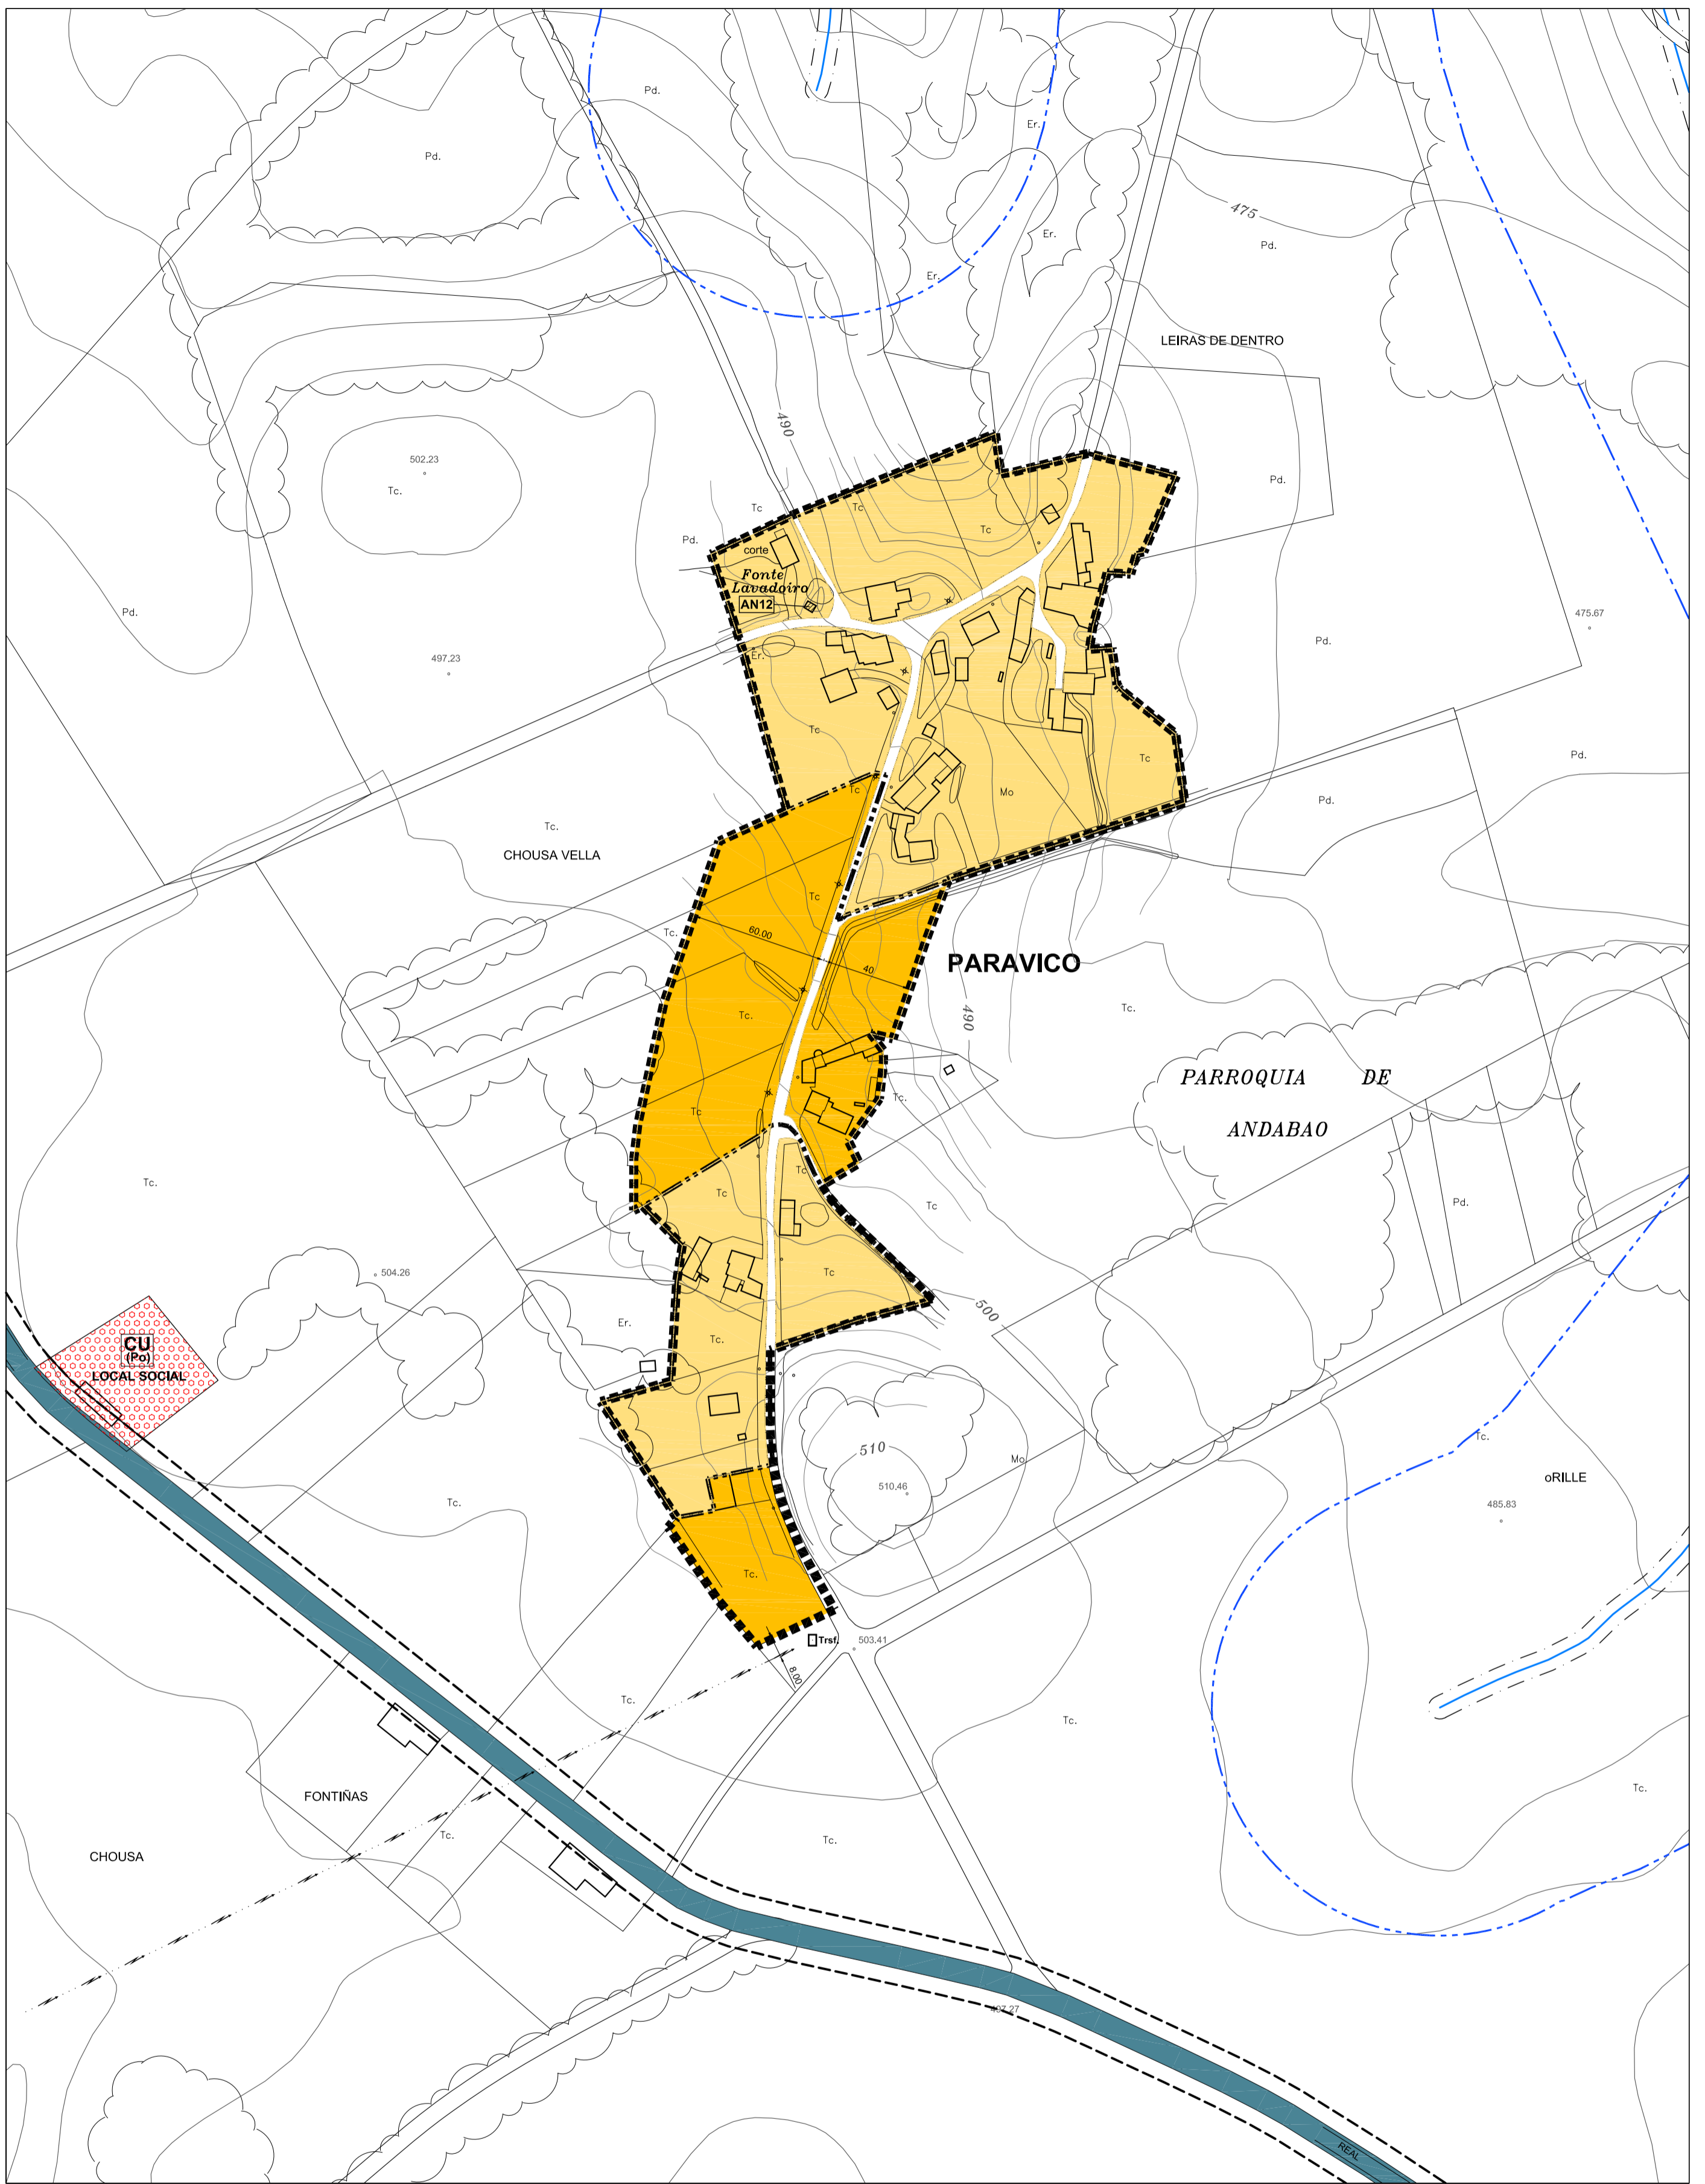 Pd.
Pd.
Er.
475
Er.
Pd.
Er.
LEIRAS DE DENTRO
490
502.23
Tc.
Pd.
Tc
Tc
Tc
Pd.
corte
Fonte
Lavadoiro
AN12
Pd.
475.67
Pd.
497.23
Er.
Tc
Tc
Pd.
Tc
Mo
Pd.
Tc.
CHOUSA VELLA
Tc
Tc.
60.00
40
PARAVICO
490
Tc.
Tc.
PARROQUIA DE
ANDABAO
Tc.
Tc
Tc.
Tc
Tc
Tc
Pd.
Tc
504.26
500
Er.
Tc.
CU
(Po)
LOCAL SOCIAL
510
Mo
510.46
Tc.
oRILLE
485.83
Tc.
Tc.
Trsf.
503.41
8.00
Tc.
Tc.
FONTIÑAS
Tc.
Tc.
Tc.
CHOUSA
497.27
REAL